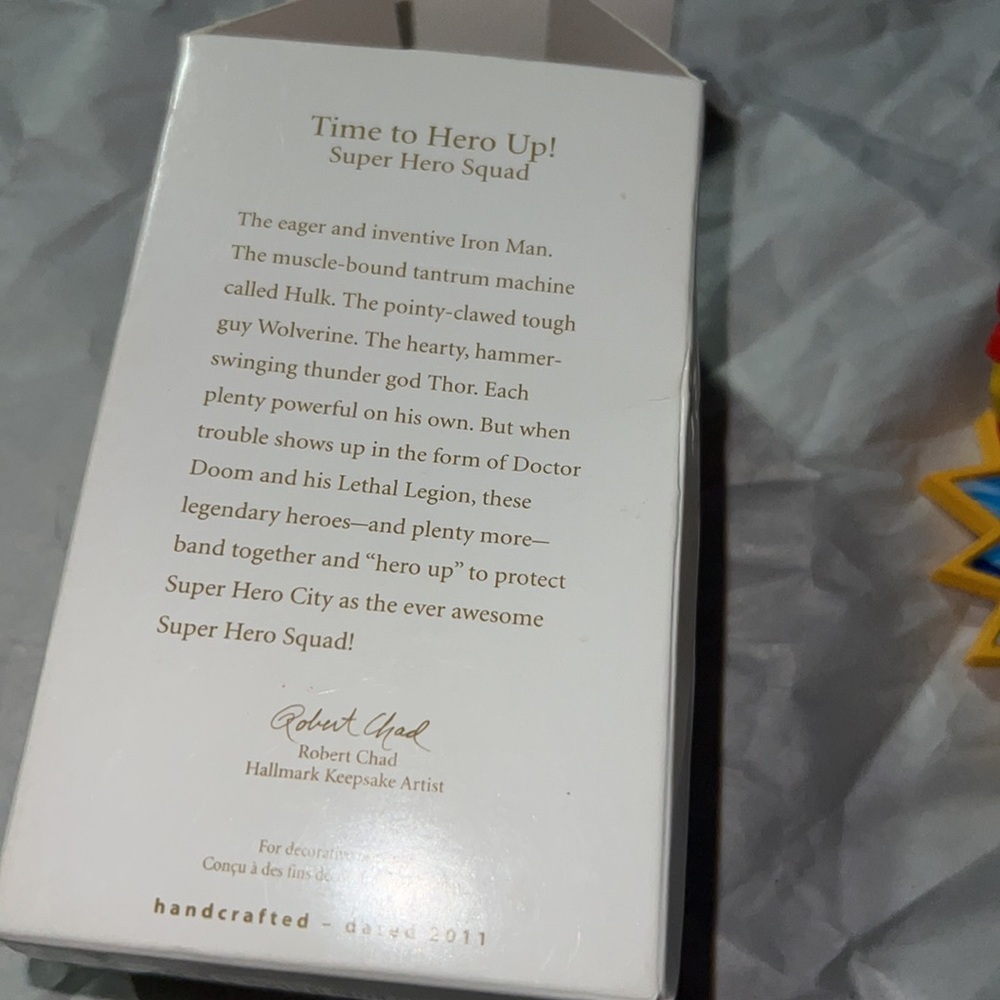 Time to Hero Up!
Super Hero Squad
The eager and inventive Iron Man.
The muscle-bound tantrum machine
called Hulk. The pointy-clawed tough
guy Wolverine. The hearty, hammer-
swinging thunder god Thor. Each
plenty powerful on his own. But when
trouble shows up in the form of Doctor
Doom and his Lethal Legion, these
legendary heroes—and plenty more—
band together and “hero up” to protect
Super Hero City as the ever awesome
Super Hero Squad!
Robert Chad
Robert Chad
Hallmark Keepsake Artist
For decorative
Conçu à des fins de
handcrafted – dated 2011